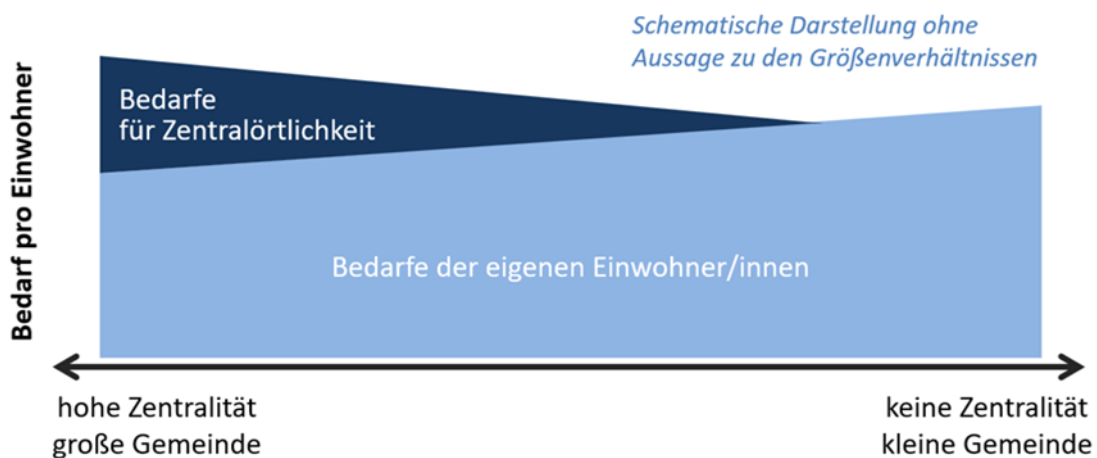 Schematische Darstellung ohne
Aussage zu den Größenverhältnissen
Bedarfe
für Zentralörtlichkeit
Bedarf pro Einwohner
Bedarfe der eigenen Einwohner/innen
hohe Zentralität
große Gemeinde
keine Zentralität
kleine Gemeinde